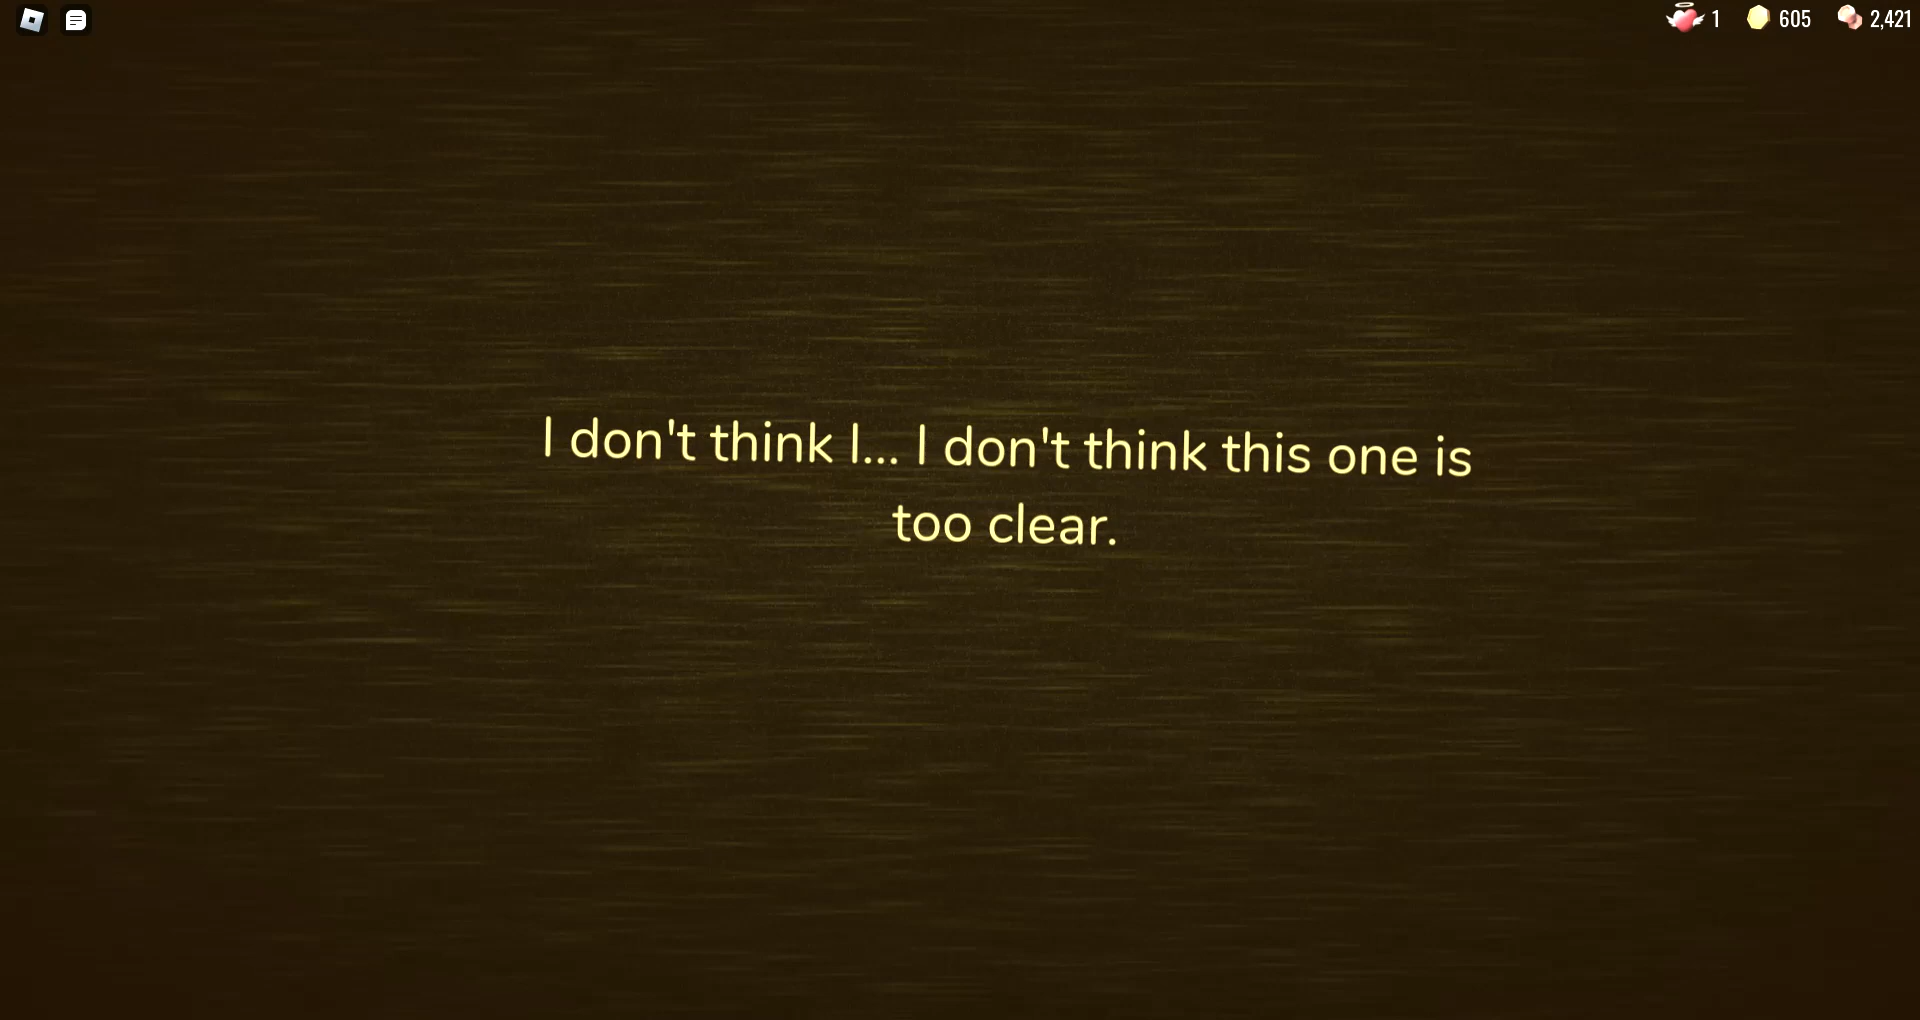 1 605 2,421
I don't think I... I don't think this one is
too clear.